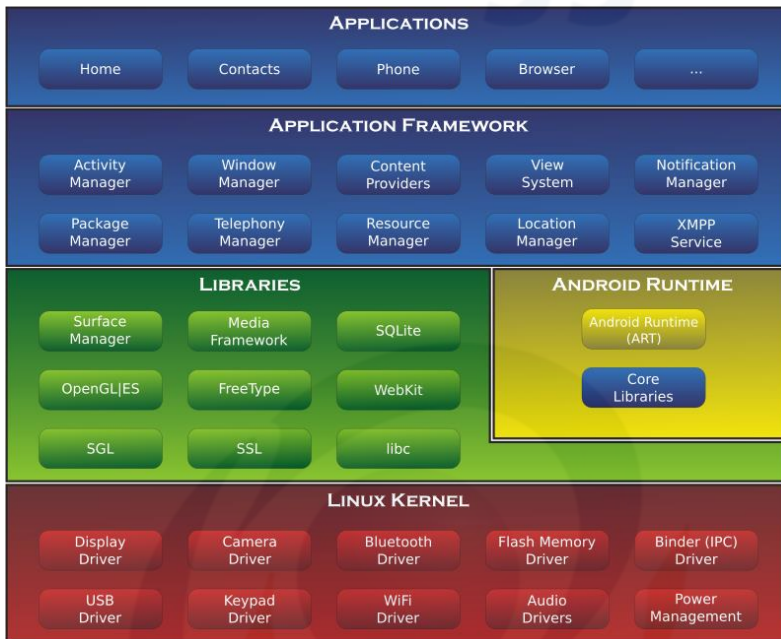 APPLICATIONS
Home Contacts Phone Browser ...
APPLICATION FRAMEWORK
Activity Manager Window Manager Content Providers View System Notification Manager
Package Manager Telephony Manager Resource Manager Location Manager XMPP Service
LIBRARIES
Surface Manager Media Framework SQLite
OpenGL|ES FreeType WebKit
SGL SSL libc
ANDROID RUNTIME
Android Runtime (ART)
Core Libraries
LINUX KERNEL
Display Driver Camera Driver Bluetooth Driver Flash Memory Driver Binder (IPC) Driver
USB Driver Keypad Driver WiFi Driver Audio Drivers Power Management